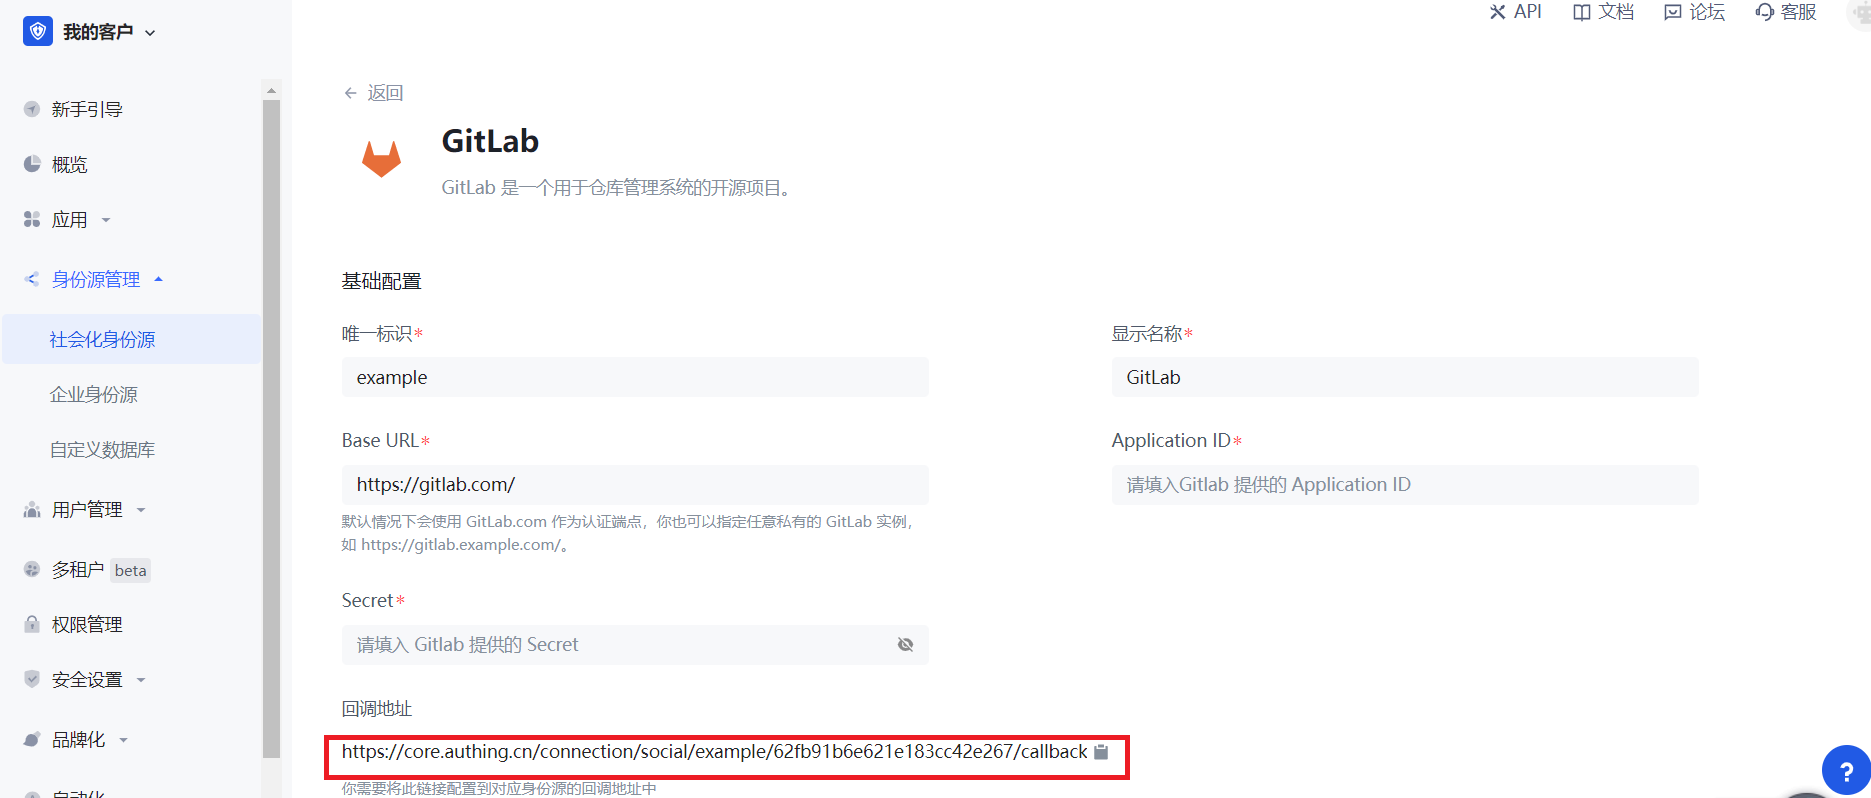 我的客户
API
文档
论坛
客服
新手引导
概览
应用
身份源管理
社会化身份源
企业身份源
自定义数据库
用户管理
多租户 beta
权限管理
安全设置
品牌化
自动化
返回
GitLab
GitLab 是一个用于仓库管理系统的开源项目。
基础配置
唯一标识*
example
显示名称*
GitLab
Base URL*
https://gitlab.com/
默认情况下会使用 GitLab.com 作为认证端点，你也可以指定任意私有的 GitLab 实例，
如 https://gitlab.example.com/。
Application ID*
请填入Gitlab 提供的 Application ID
Secret*
请填入 Gitlab 提供的 Secret
回调地址
https://core.authing.cn/connection/social/example/62fb91b6e621e183cc42e267/callback
你需要将此链接配置到对应身份源的回调地址中
?